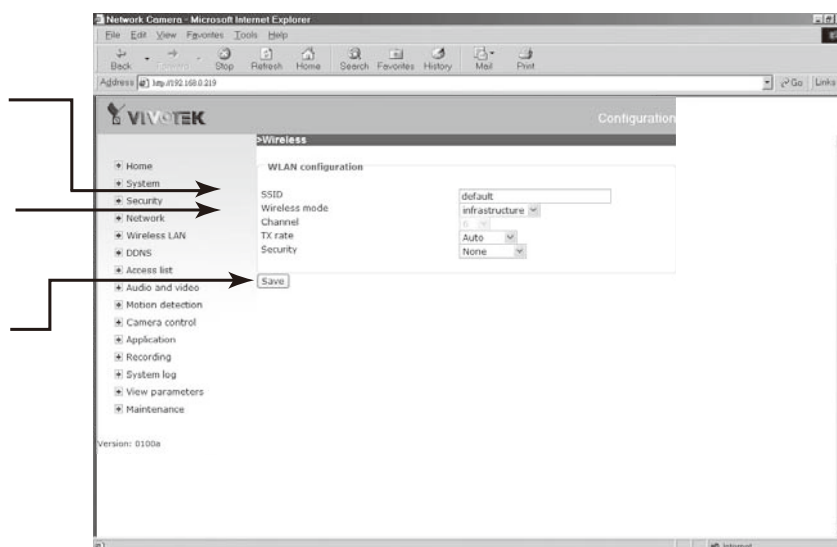 Network Camera - Microsoft Internet Explorer
File Edit View Favorites Tools Help
Back Forward Stop Refresh Home Search Favorites History Mail Print
Address http://192.168.0.219 Go Links
VIVOTEK Configuration
>Wireless
Home
System
Security
Network
Wireless LAN
DDNS
Access list
Audio and video
Motion detection
Camera control
Application
Recording
System log
View parameters
Maintenance
Version: 0100a
WLAN configuration
SSID default
Wireless mode infrastructure
Channel 6
TX rate Auto
Security None
Save
Internet